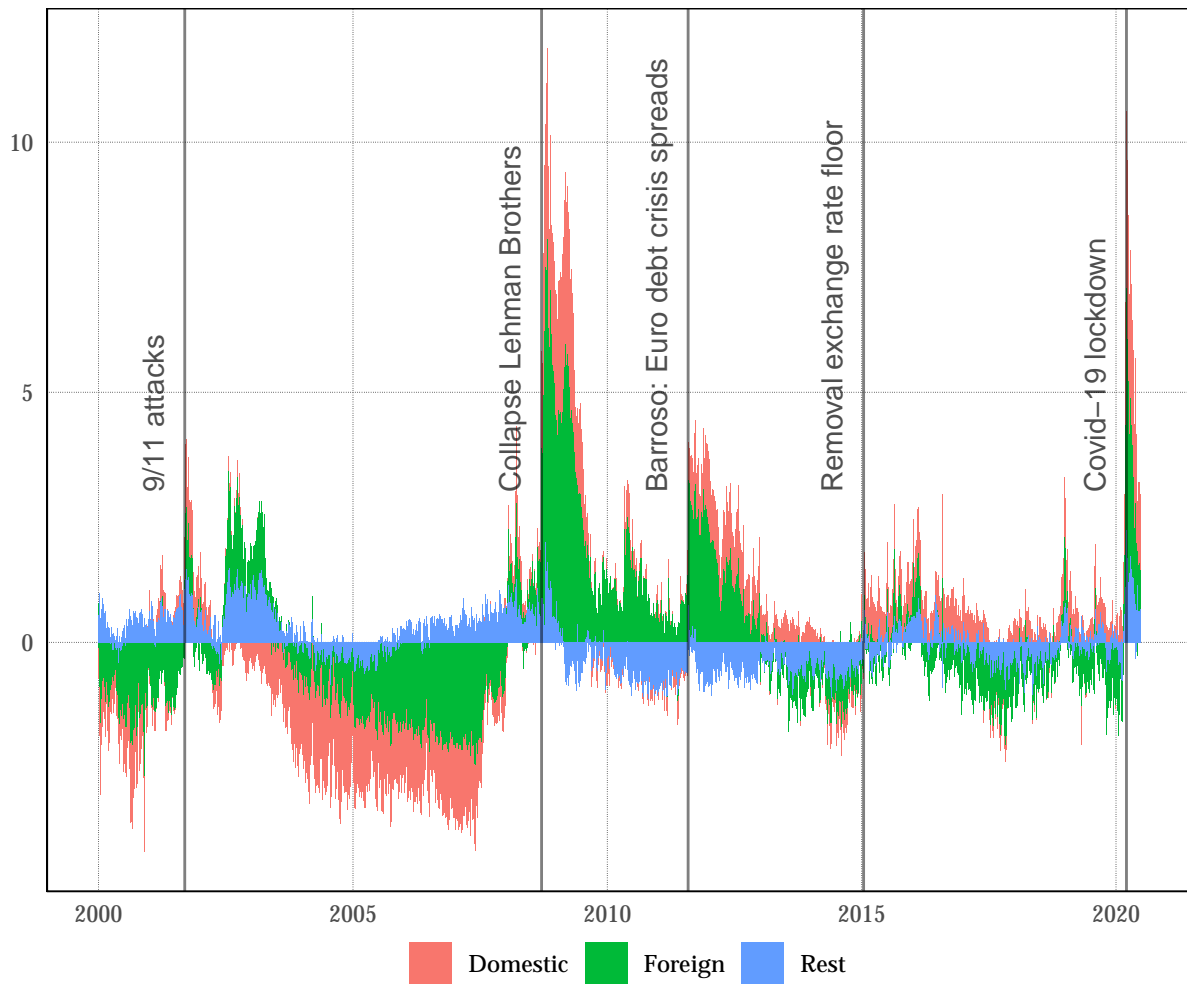 10
5
0
9/11 attacks
Collapse Lehman Brothers
Barroso: Euro debt crisis spreads
Removal exchange rate floor
Covid−19 lockdown
2000 2005 2010 2015 2020
Domestic Foreign Rest